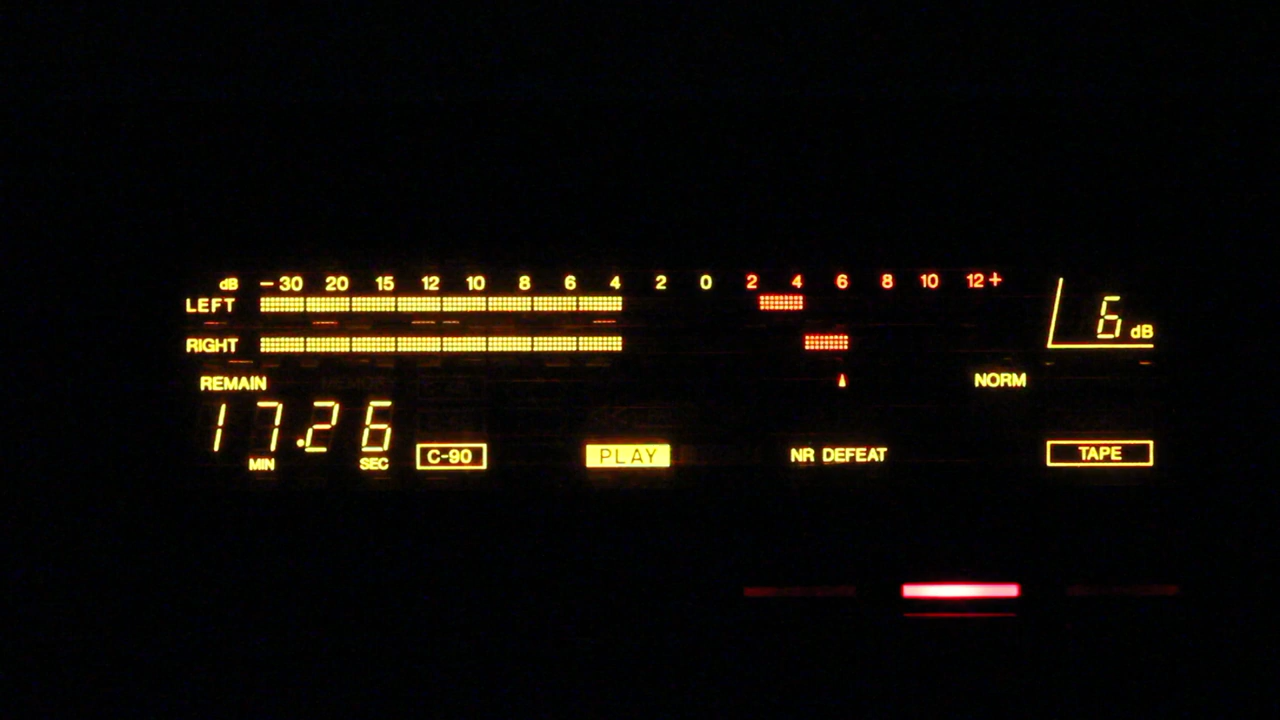 dB − 30 20 15 12 10 8 6 4 2 0 2 4 6 8 10 12 +
LEFT
6 dB
RIGHT
REMAIN NORM
17.26
MIN SEC C-90 PLAY NR DEFEAT TAPE